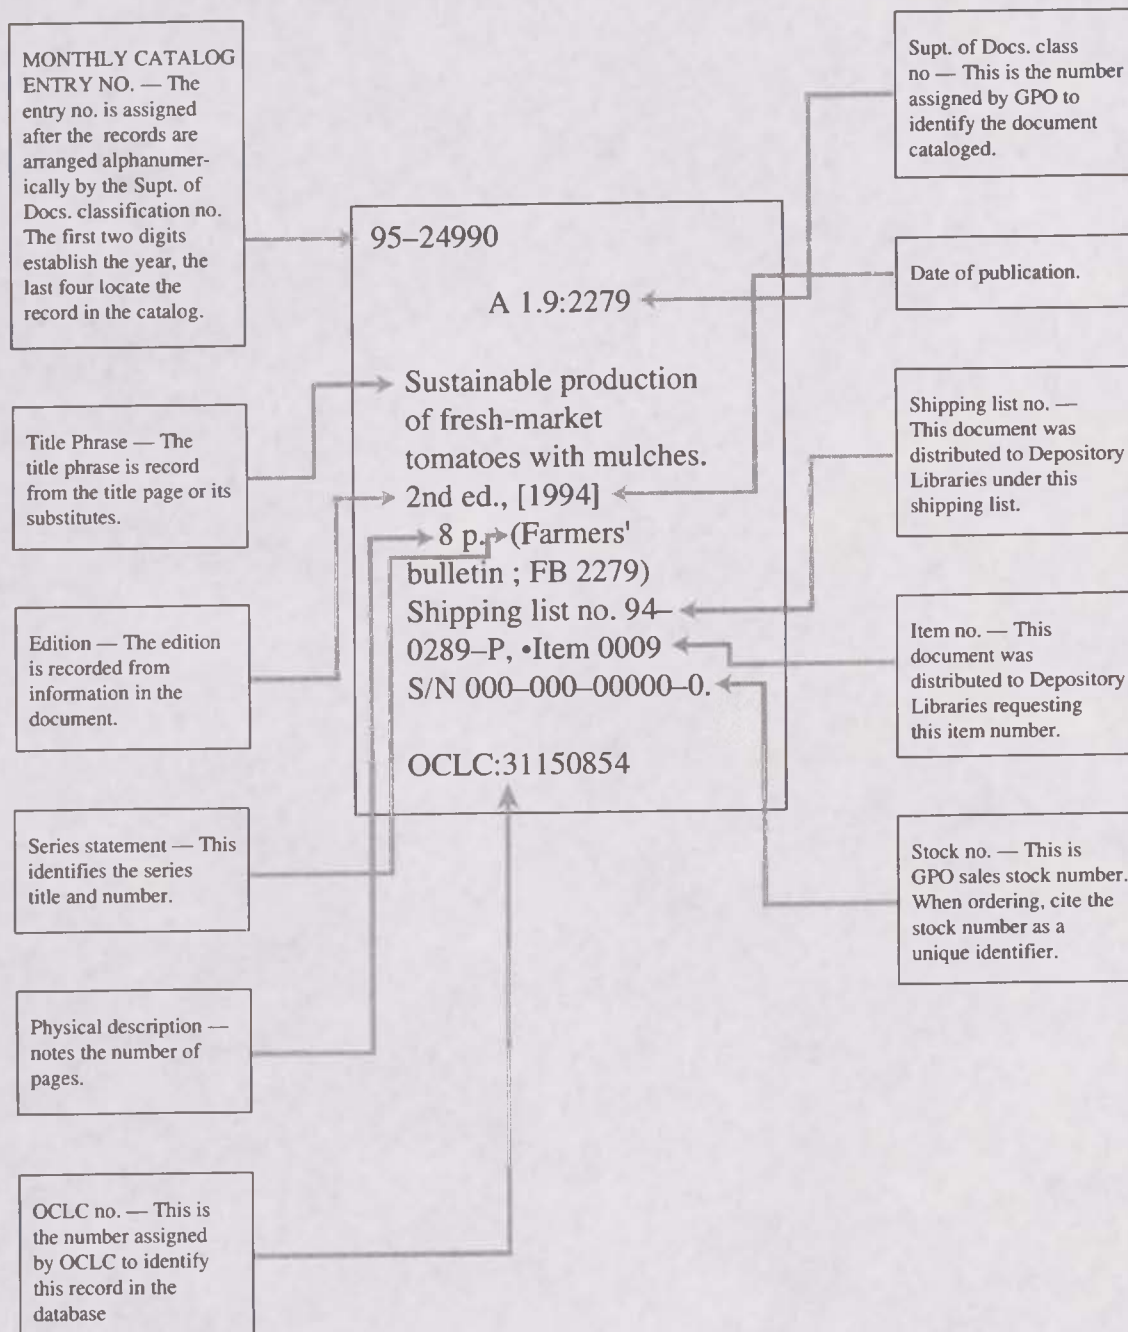 MONTHLY CATALOG
ENTRY NO. — The
entry no. is assigned
after the records are
arranged alphanumer-
ically by the Supt. of
Docs. classification no.
The first two digits
establish the year, the
last four locate the
record in the catalog.
Title Phrase — The
title phrase is record
from the title page or its
substitutes.
Edition — The edition
is recorded from
information in the
document.
Series statement — This
identifies the series
title and number.
Physical description —
notes the number of
pages.
OCLC no. — This is
the number assigned
by OCLC to identify
this record in the
database
95–24990
A 1.9:2279
Sustainable production
of fresh-market
tomatoes with mulches.
2nd ed., [1994]
8 p. (Farmers'
bulletin ; FB 2279)
Shipping list no. 94–
0289–P, •Item 0009
S/N 000–000–00000–0.
OCLC:31150854
Supt. of Docs. class
no — This is the number
assigned by GPO to
identify the document
cataloged.
Date of publication.
Shipping list no. —
This document was
distributed to Depository
Libraries under this
shipping list.
Item no. — This
document was
distributed to Depository
Libraries requesting
this item number.
Stock no. — This is
GPO sales stock number.
When ordering, cite the
stock number as a
unique identifier.